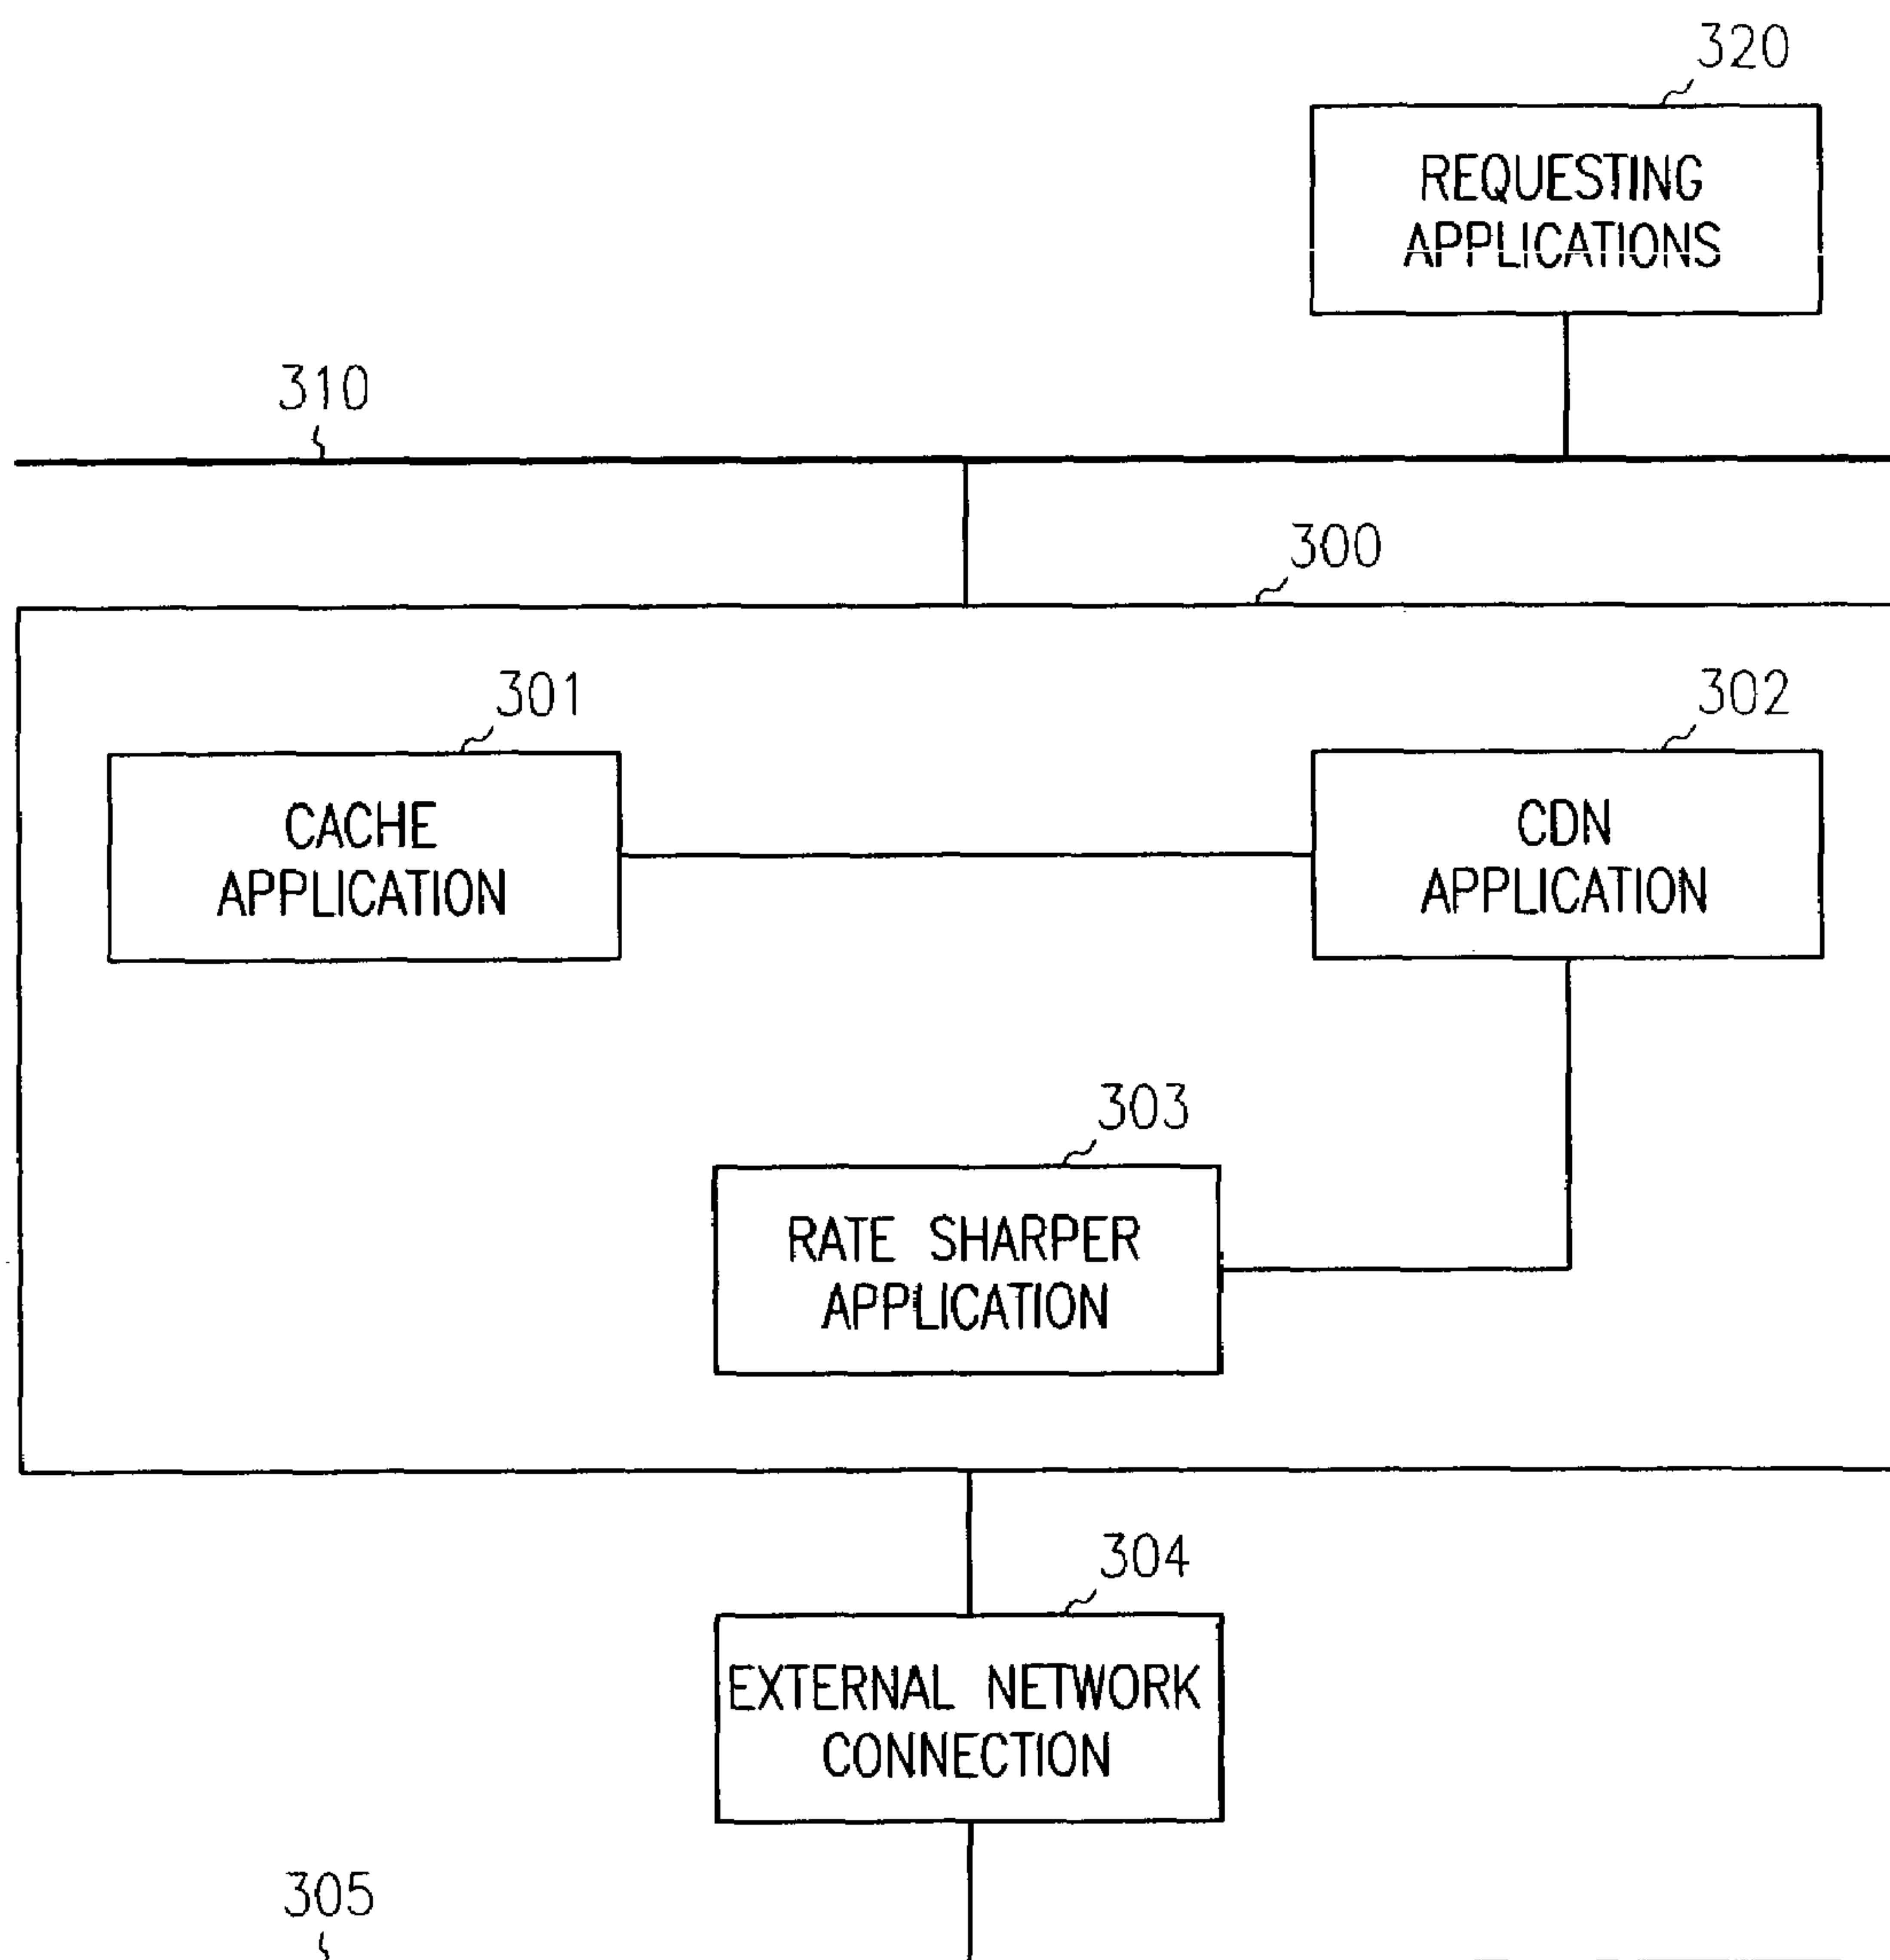 320
REQUESTING
APPLICATIONS
310
300
301
302
CACHE
APPLICATION
CDN
APPLICATION
303
RATE SHARPER
APPLICATION
304
EXTERNAL NETWORK
CONNECTION
305